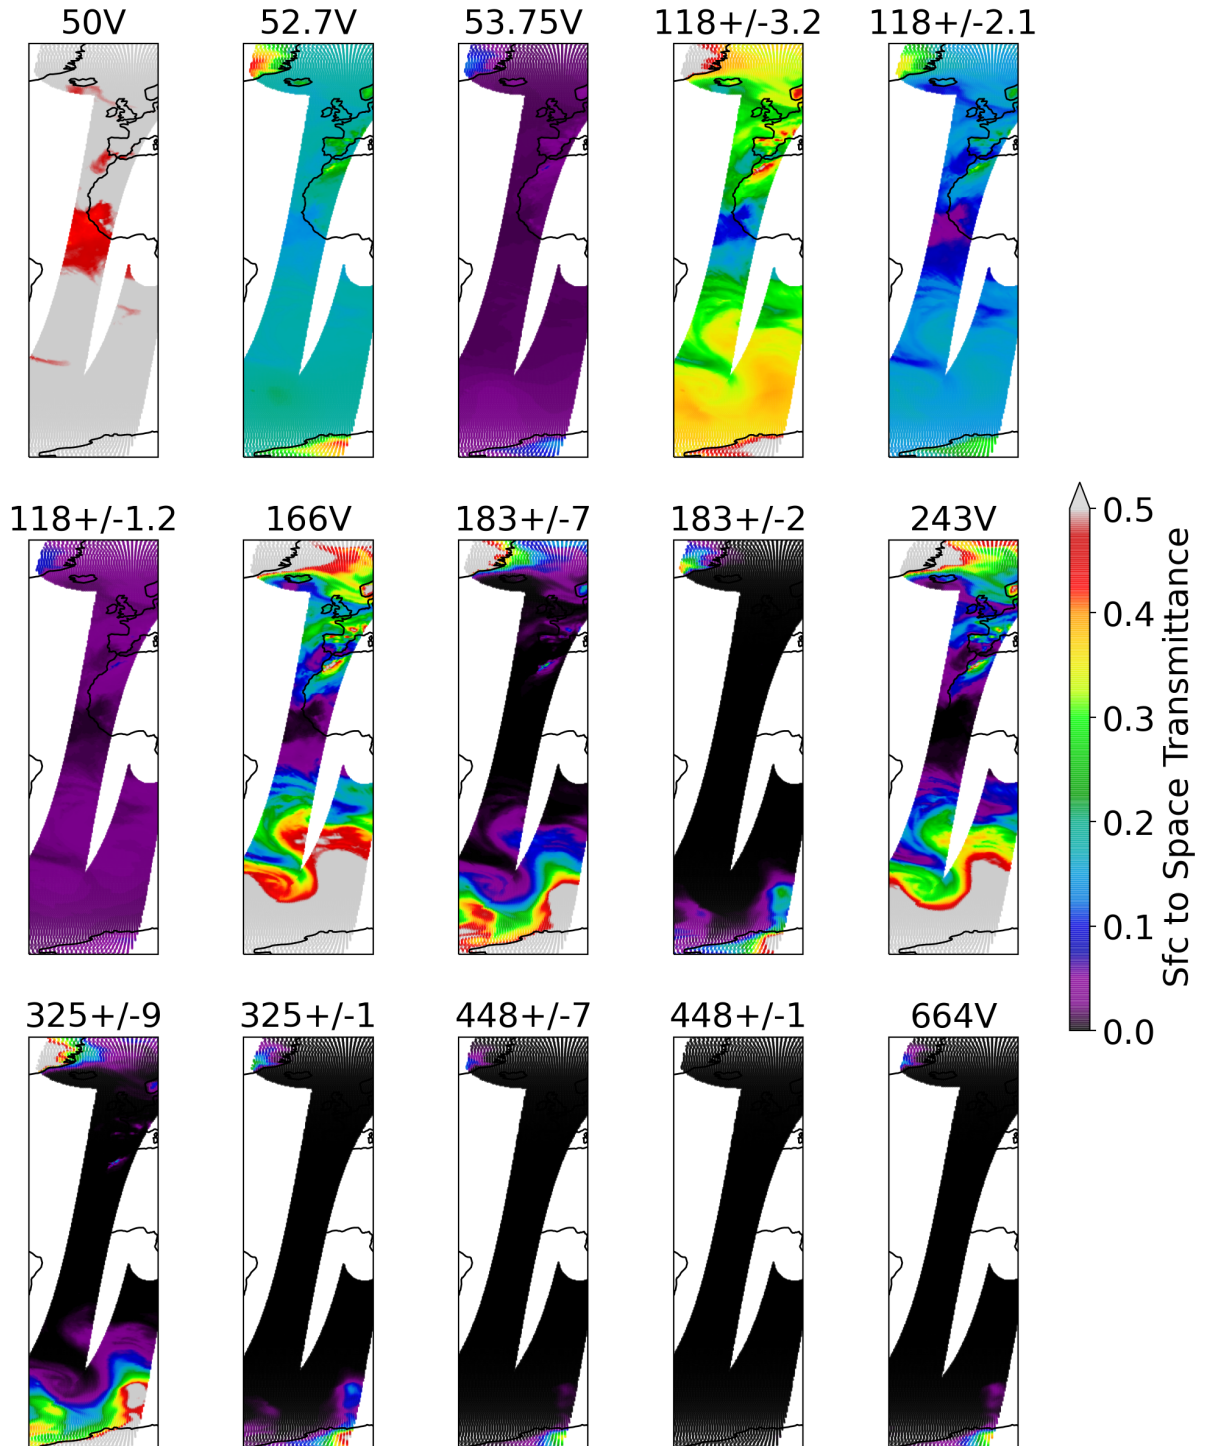 50V
52.7V
53.75V
118+/-3.2
118+/-2.1
118+/-1.2
166V
183+/-7
183+/-2
243V
0.5
0.4
0.3
0.2
0.1
0.0
Sfc to Space Transmittance
325+/-9
325+/-1
448+/-7
448+/-1
664V